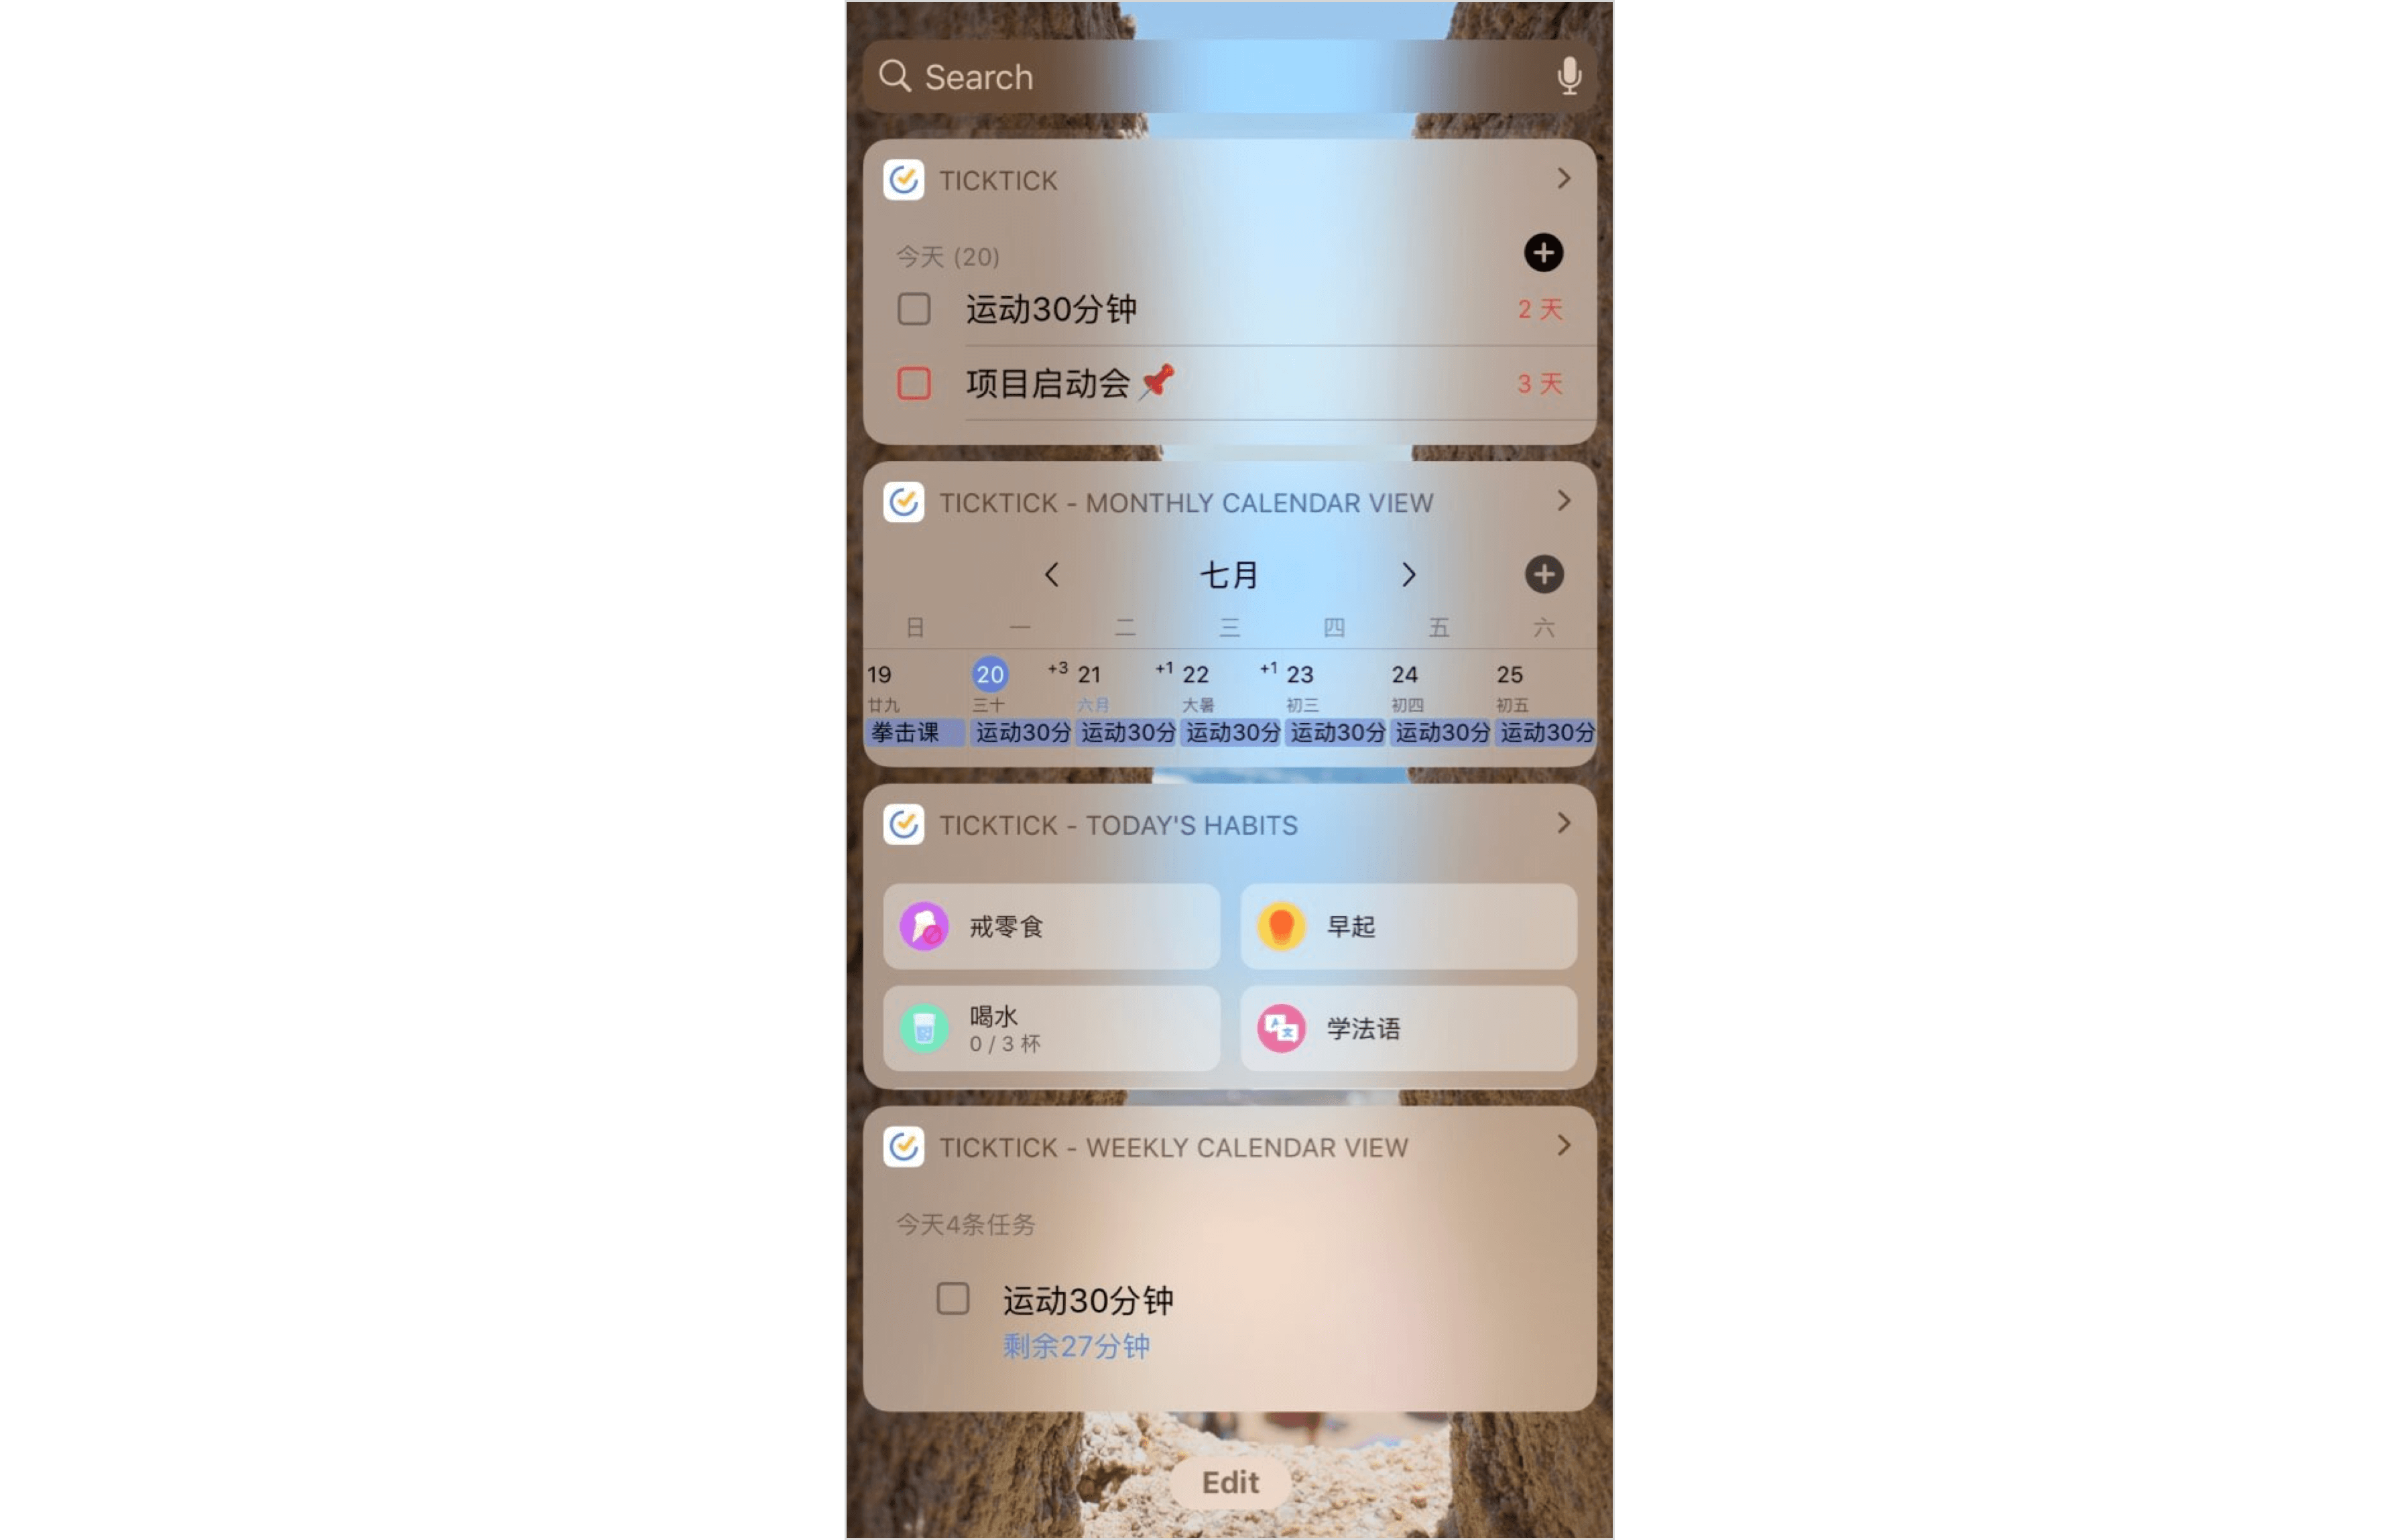 Search
TICKTICK
今天 (20)
运动30分钟
2 天
项目启动会📌
3 天
TICKTICK - MONTHLY CALENDAR VIEW
七月
日 一 二 三 四 五 六
19 20 +3 21 +1 22 +1 23 24 25
廿九 三十 六月 大暑 初三 初四 初五
拳击课 运动30分 运动30分 运动30分 运动30分 运动30分 运动30分
TICKTICK - TODAY'S HABITS
戒零食
早起
喝水
0 / 3 杯
A 文
学法语
TICKTICK - WEEKLY CALENDAR VIEW
今天4条任务
运动30分钟
剩余27分钟
Edit